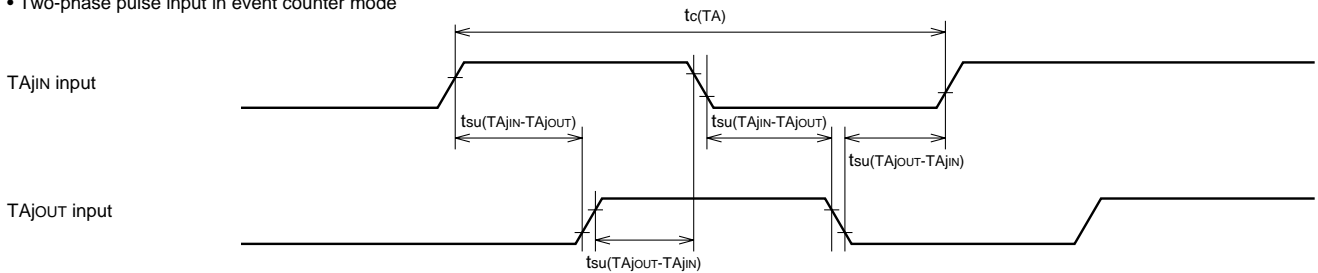 • Two-phase pulse input in event counter mode
tc(TA)
TAjIN input
tsu(TAjIN-TAjOUT)
tsu(TAjIN-TAjOUT)
tsu(TAjOUT-TAjIN)
TAjOUT input
tsu(TAjOUT-TAjIN)